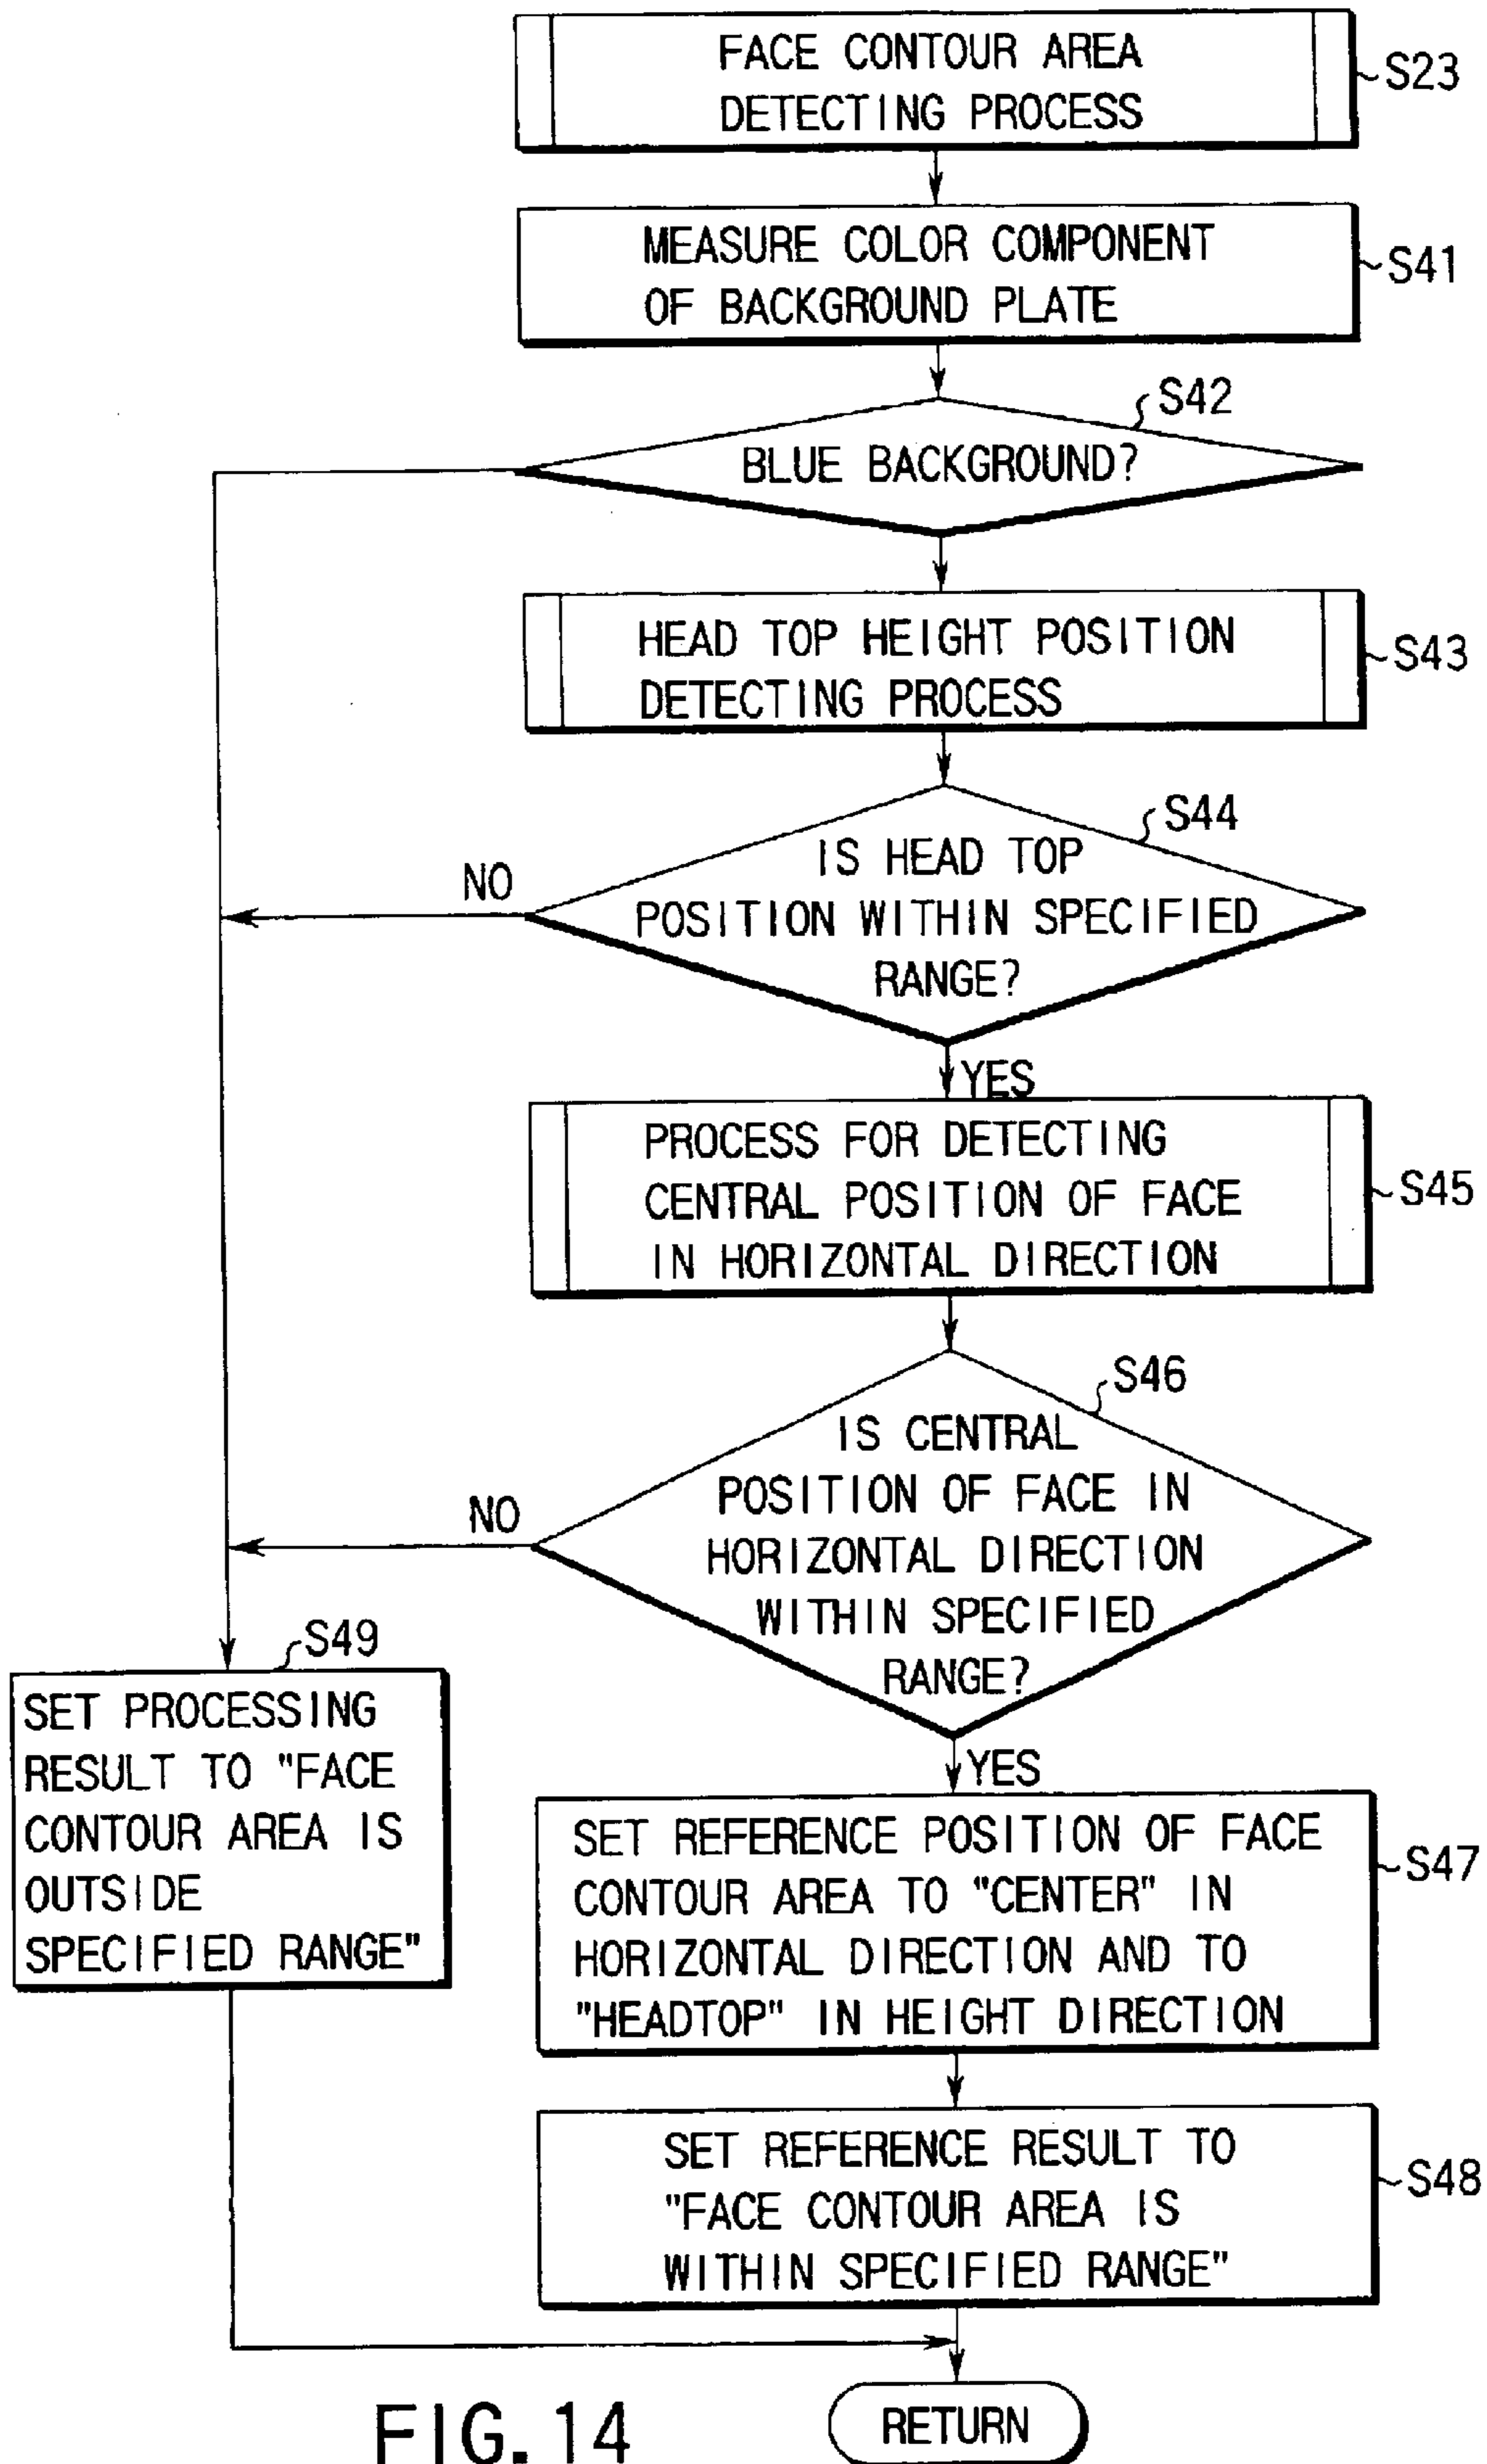 FACE CONTOUR AREA
DETECTING PROCESS
S23
MEASURE COLOR COMPONENT
OF BACKGROUND PLATE
S41
S42
BLUE BACKGROUND?
HEAD TOP HEIGHT POSITION
DETECTING PROCESS
S43
S44
IS HEAD TOP
POSITION WITHIN SPECIFIED
RANGE?
NO
YES
PROCESS FOR DETECTING
CENTRAL POSITION OF FACE
IN HORIZONTAL DIRECTION
S45
S46
IS CENTRAL
POSITION OF FACE IN
HORIZONTAL DIRECTION
WITHIN SPECIFIED
RANGE?
NO
YES
S49
SET PROCESSING
RESULT TO "FACE
CONTOUR AREA IS
OUTSIDE
SPECIFIED RANGE"
SET REFERENCE POSITION OF FACE
CONTOUR AREA TO "CENTER" IN
HORIZONTAL DIRECTION AND TO
"HEADTOP" IN HEIGHT DIRECTION
S47
SET REFERENCE RESULT TO
"FACE CONTOUR AREA IS
WITHIN SPECIFIED RANGE"
S48
RETURN
FIG. 14